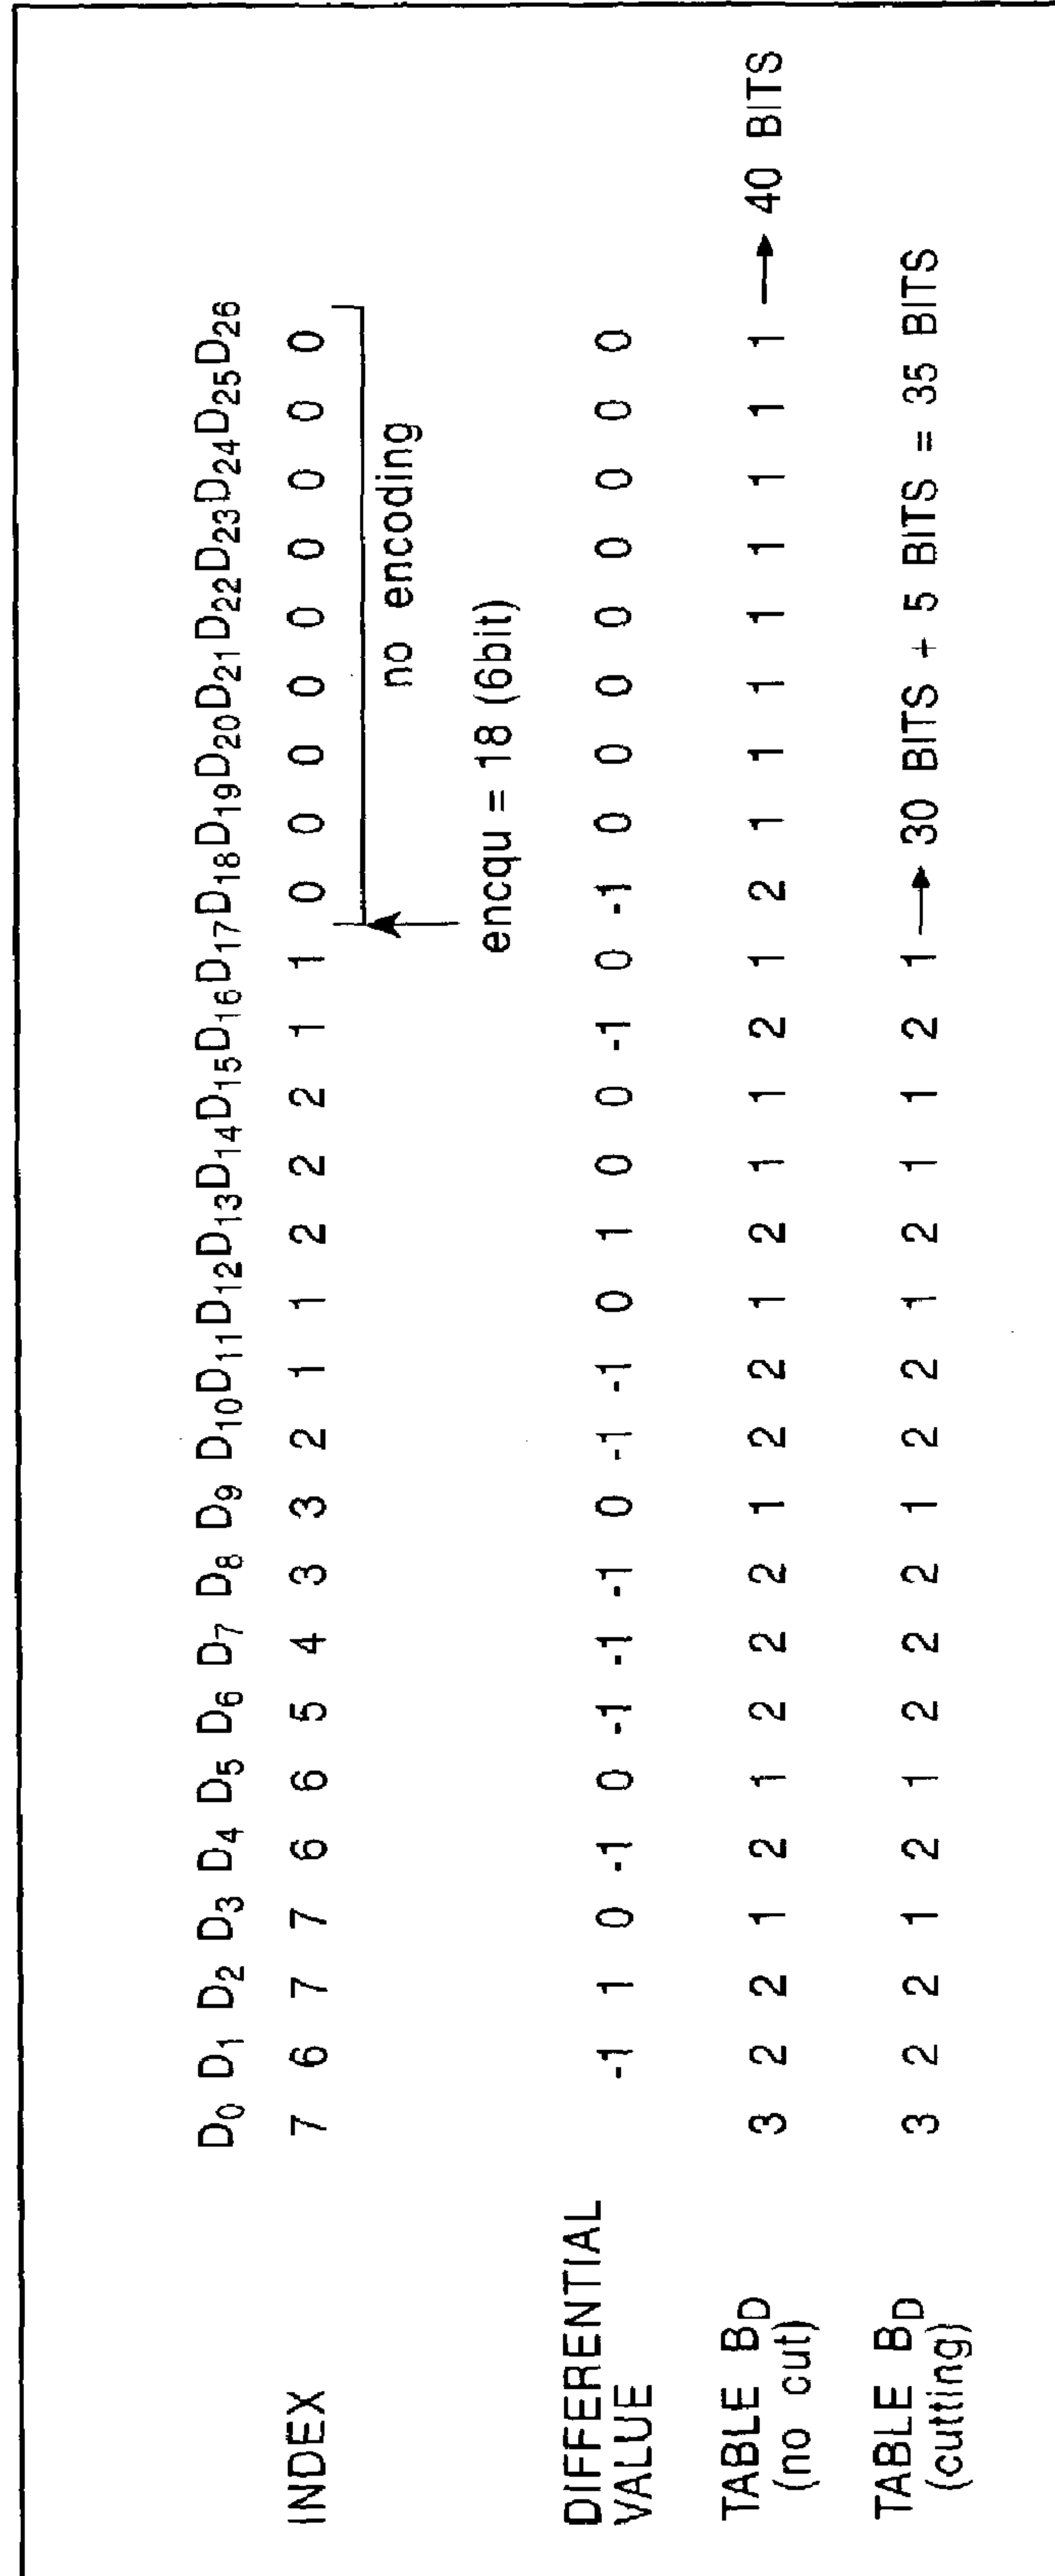 D0 D1 D2 D3 D4 D5 D6 D7 D8 D9 D10 D11 D12 D13 D14 D15 D16 D17 D18 D19 D20 D21 D22 D23 D24 D25 D26
INDEX 7 6 7 7 6 6 5 4 3 3 2 1 1 2 2 2 1 1 0 0 0 0 0 0 0 0 0
no encoding
encqu = 18 (6bit)
DIFFERENTIAL
VALUE -1 1 0 -1 0 -1 -1 -1 0 -1 -1 0 1 0 0 -1 0 -1 0 0 0 0 0 0 0 0
TABLE BD 3 2 2 1 2 1 2 2 2 1 2 2 1 2 1 1 2 1 2 1 1 1 1 1 1 1 1 → 40 BITS
(no cut)
TABLE BD 3 2 2 1 2 1 2 2 2 1 2 2 1 2 1 1 2 1 → 30 BITS + 5 BITS = 35 BITS
(cutting)